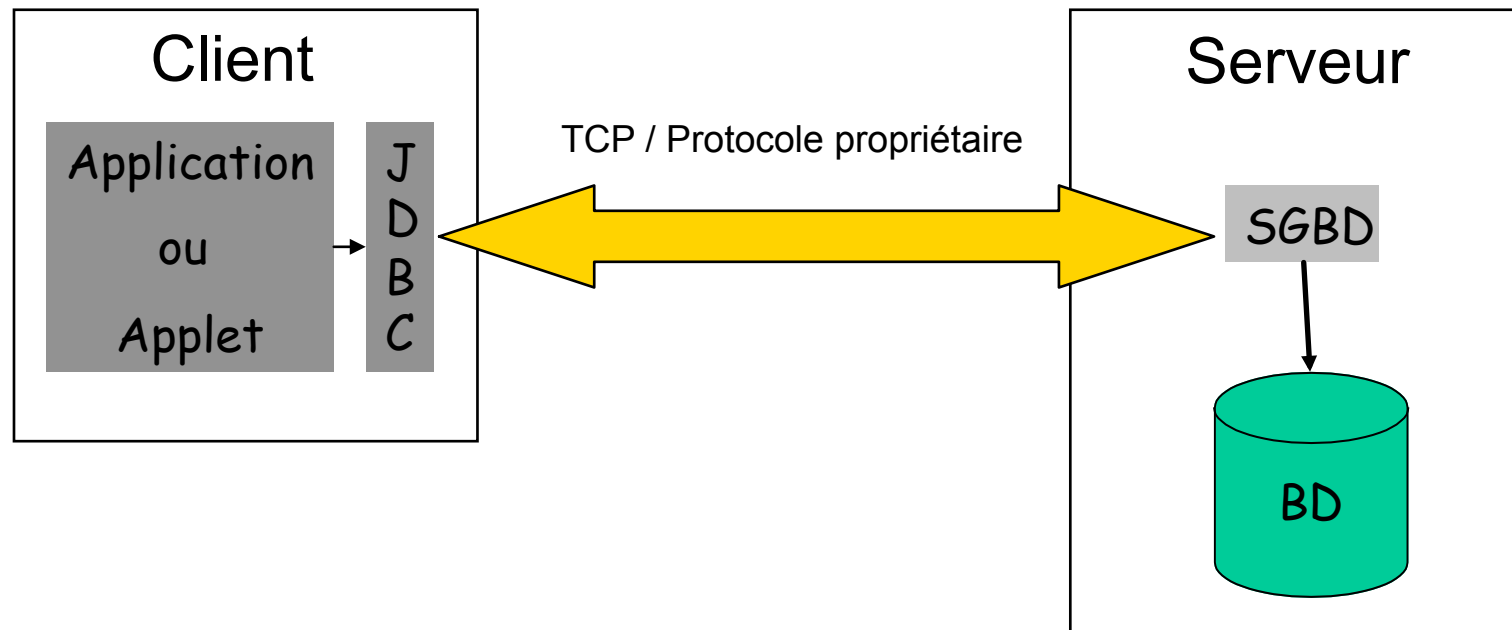 Client
Application
ou
Applet
J
D
B
C
TCP / Protocole propriétaire
Serveur
SGBD
BD